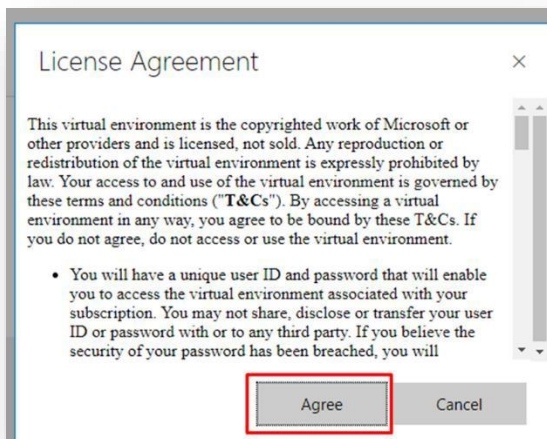 License Agreement
This virtual environment is the copyrighted work of Microsoft or
other providers and is licensed, not sold. Any reproduction or
redistribution of the virtual environment is expressly prohibited by
law. Your access to and use of the virtual environment is governed by
these terms and conditions ("T&Cs"). By accessing a virtual
environment in any way, you agree to be bound by these T&Cs. If
you do not agree, do not access or use the virtual environment.
• You will have a unique user ID and password that will enable
you to access the virtual environment associated with your
subscription. You may not share, disclose or transfer your user
ID or password with or to any third party. If you believe the
security of your password has been breached, you will
Agree Cancel